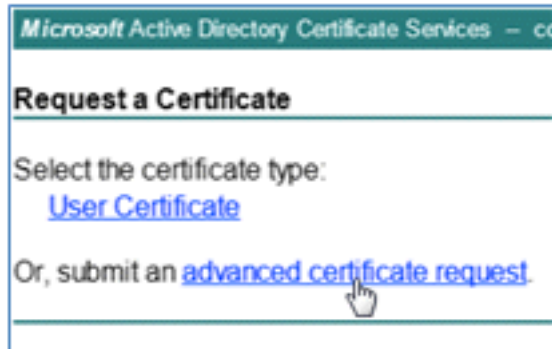 Microsoft Active Directory Certificate Services – co
Request a Certificate
Select the certificate type:
User Certificate
Or, submit an advanced certificate request.